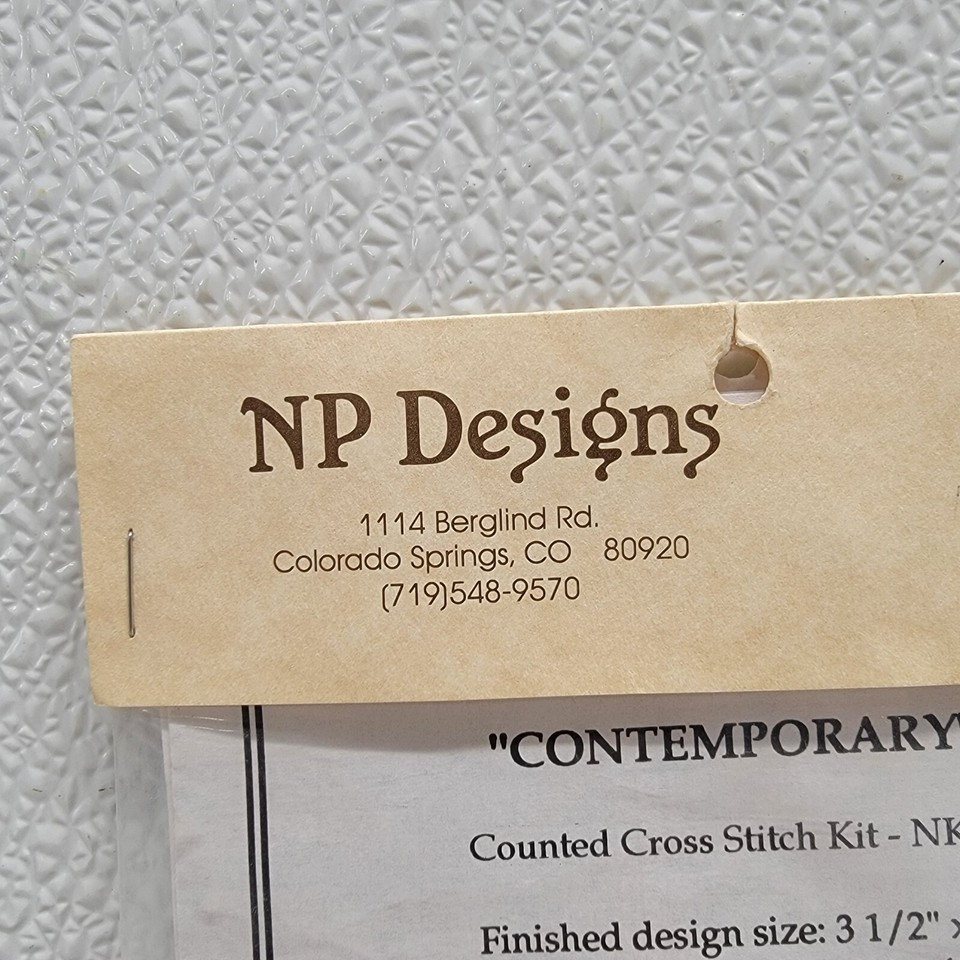 NP Designs
1114 Berglind Rd.
Colorado Springs, CO 80920
(719)548-9570
"CONTEMPORARY
Counted Cross Stitch Kit - NK
Finished design size: 3 1/2" x